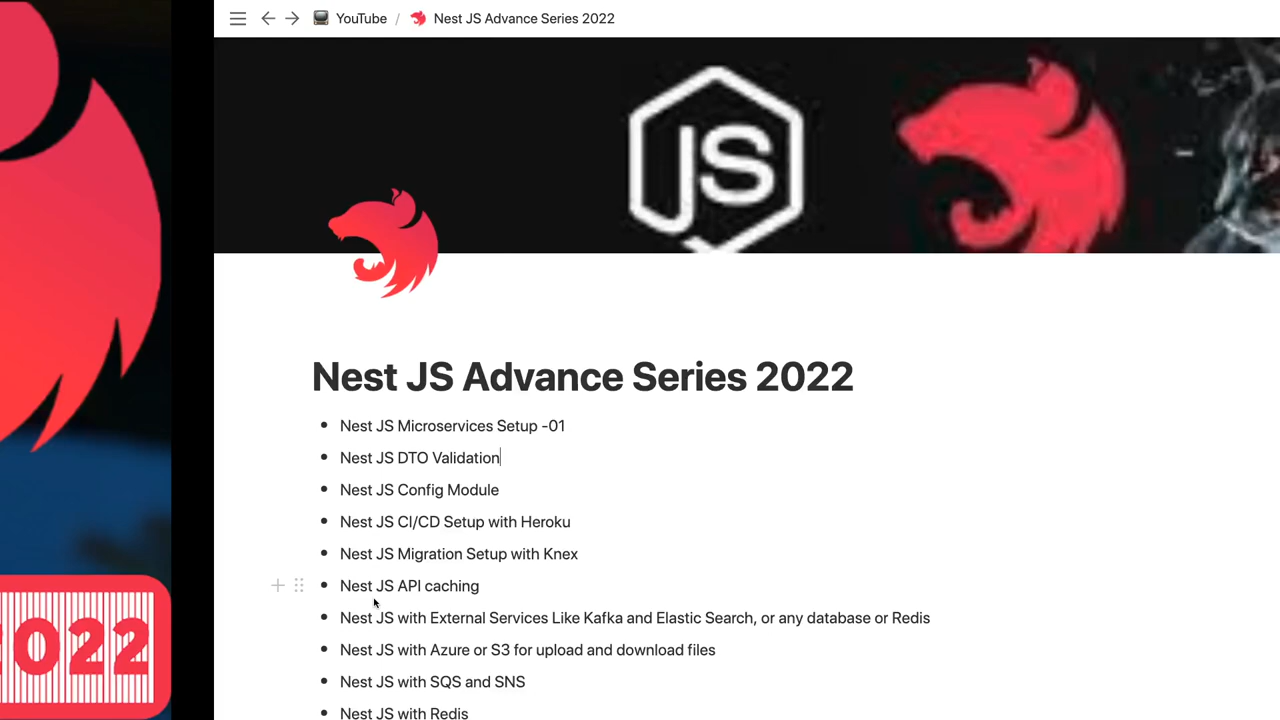 YouTube / Nest JS Advance Series 2022
JS
Nest JS Advance Series 2022
Nest JS Microservices Setup -01
Nest JS DTO Validation
Nest JS Config Module
Nest JS CI/CD Setup with Heroku
Nest JS Migration Setup with Knex
Nest JS API caching
Nest JS with External Services Like Kafka and Elastic Search, or any database or Redis
Nest JS with Azure or S3 for upload and download files
Nest JS with SQS and SNS
Nest JS with Redis
2022